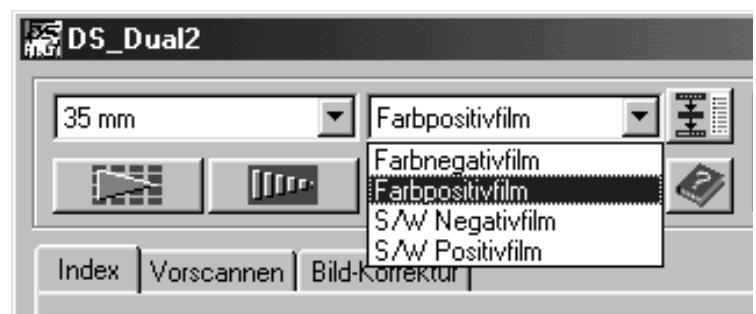 DS_Dual2
35 mm
Farbpositivfilm
Farbnegativfilm
Farbpositivfilm
S/W Negativfilm
S/W Positivfilm
Index
Vorscannen
Bild-Korrektur